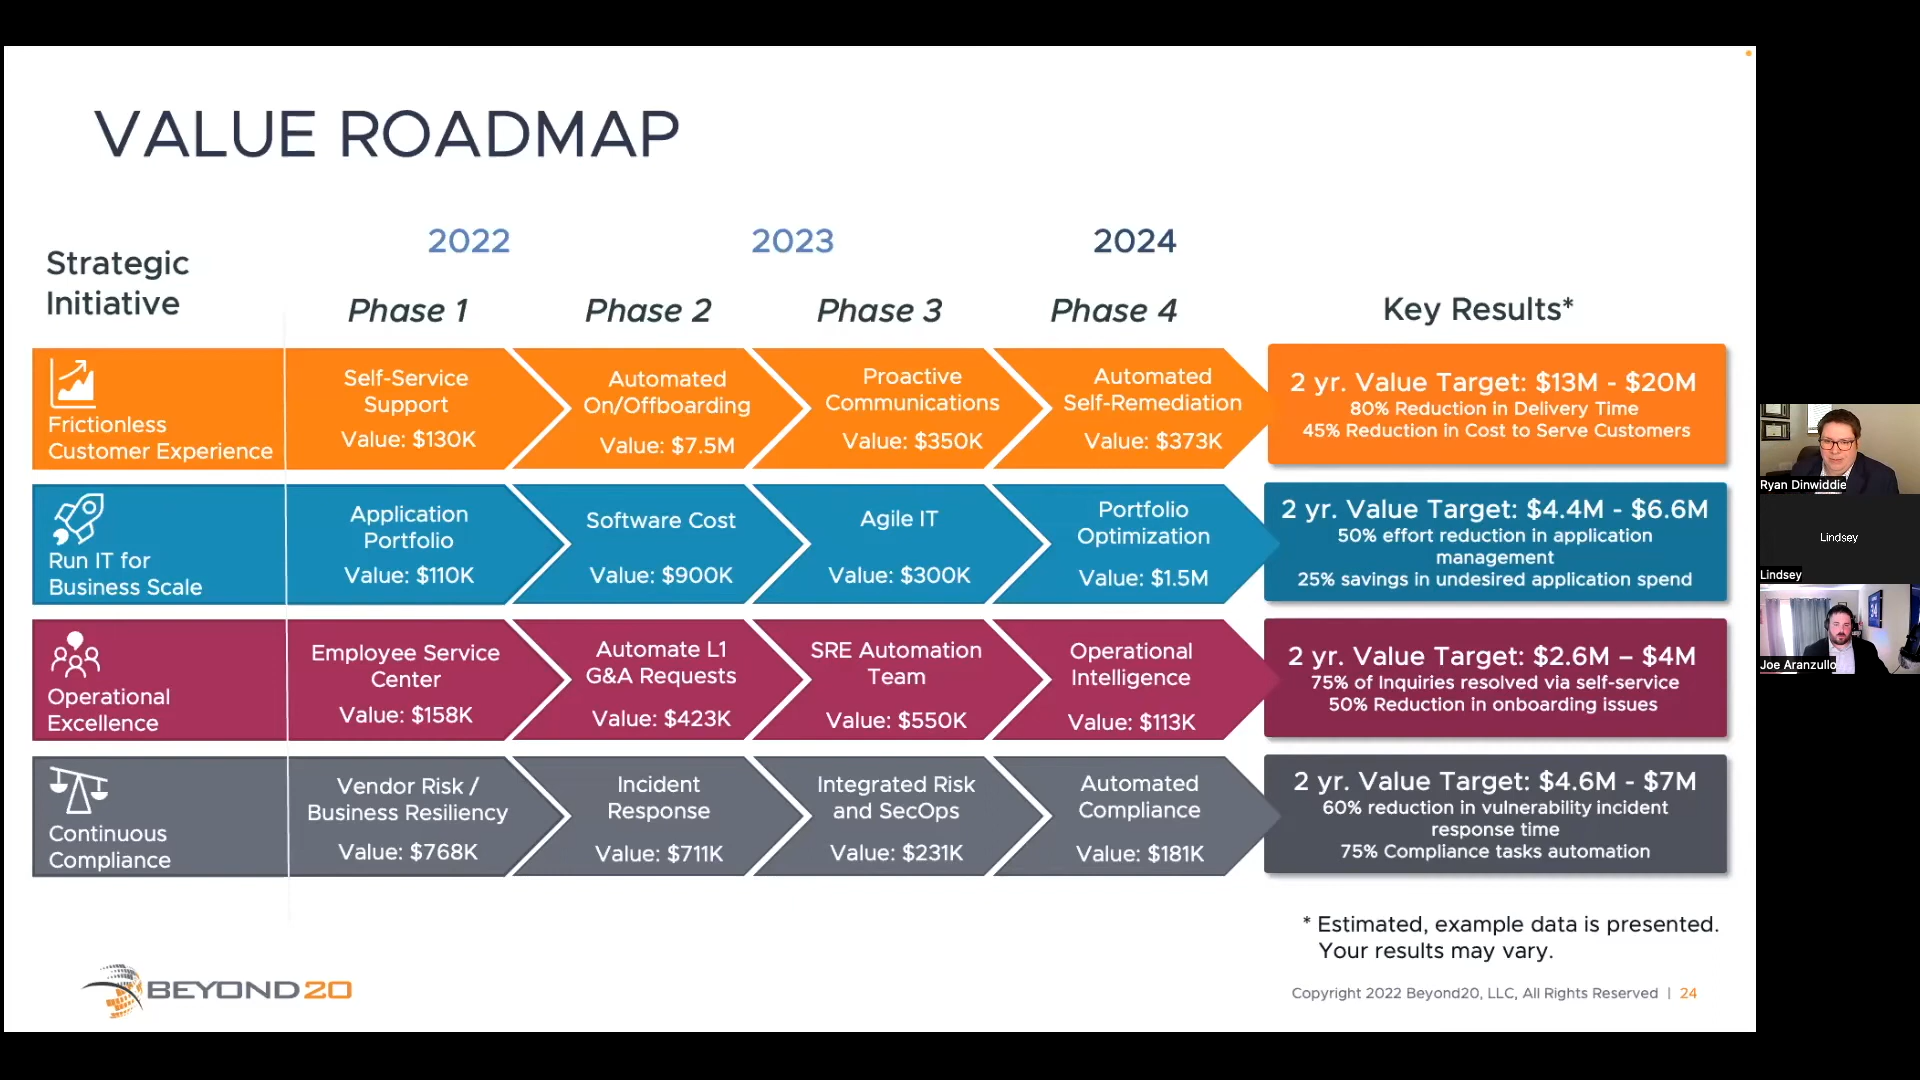 VALUE ROADMAP
2022
2023
2024
Strategic
Initiative
Phase 1
Phase 2
Phase 3
Phase 4
Key Results*
Frictionless
Customer Experience
Self-Service
Support
Value: $130K
Automated
On/Offboarding
Value: $7.5M
Proactive
Communications
Value: $350K
Automated
Self-Remediation
Value: $373K
2 yr. Value Target: $13M - $20M
80% Reduction in Delivery Time
45% Reduction in Cost to Serve Customers
Run IT for
Business Scale
Application
Portfolio
Value: $110K
Software Cost
Value: $900K
Agile IT
Value: $300K
Portfolio
Optimization
Value: $1.5M
2 yr. Value Target: $4.4M - $6.6M
50% effort reduction in application
management
25% savings in undesired application spend
Operational
Excellence
Employee Service
Center
Value: $158K
Automate L1
G&A Requests
Value: $423K
SRE Automation
Team
Value: $550K
Operational
Intelligence
Value: $113K
2 yr. Value Target: $2.6M – $4M
75% of Inquiries resolved via self-service
50% Reduction in onboarding issues
Continuous
Compliance
Vendor Risk /
Business Resiliency
Value: $768K
Incident
Response
Value: $711K
Integrated Risk
and SecOps
Value: $231K
Automated
Compliance
Value: $181K
2 yr. Value Target: $4.6M - $7M
60% reduction in vulnerability incident
response time
75% Compliance tasks automation
* Estimated, example data is presented.
Your results may vary.
BEYOND20
Copyright 2022 Beyond20, LLC, All Rights Reserved | 24
Ryan Dinwiddie
Lindsey
Lindsey
Joe Aranzullo